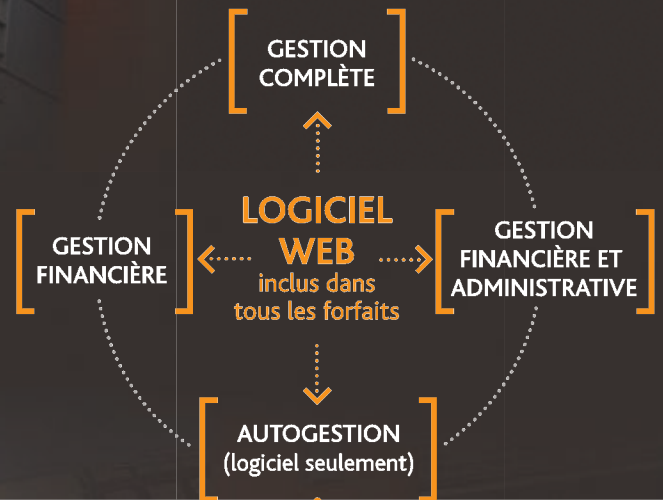 GESTION
COMPLÈTE
LOGICIEL
WEB
inclus dans
tous les forfaits
GESTION
FINANCIÈRE
GESTION
FINANCIÈRE ET
ADMINISTRATIVE
AUTOGESTION
(logiciel seulement)